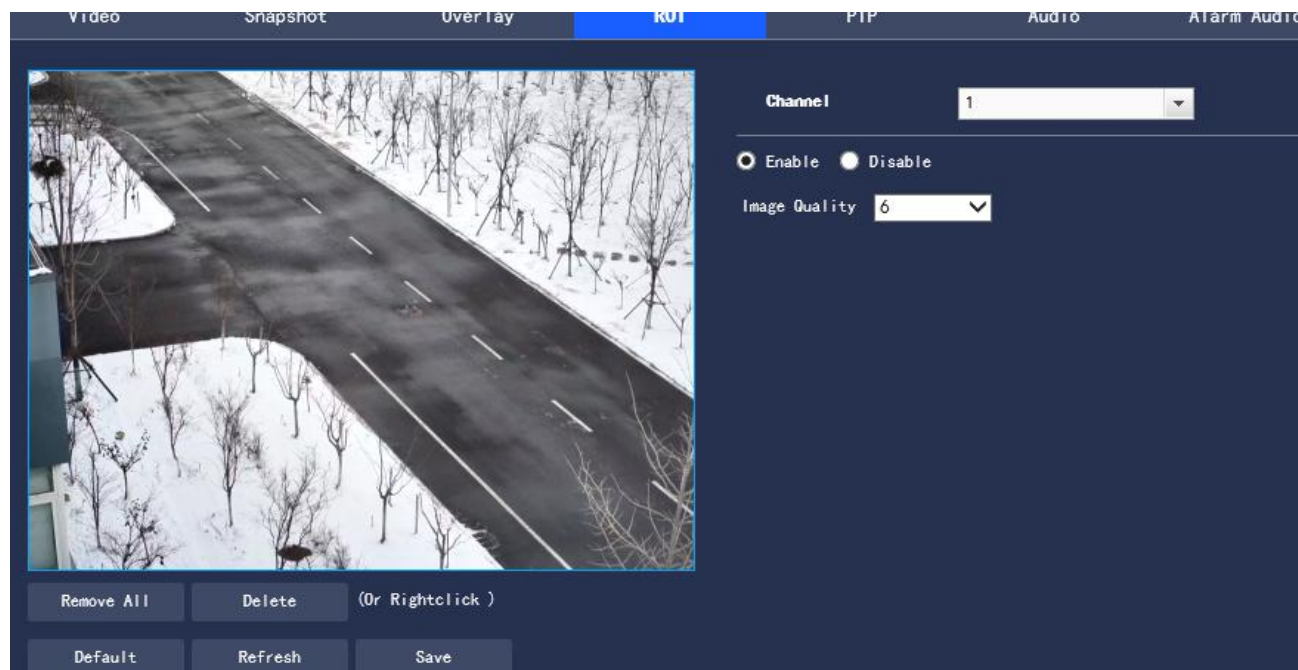 Video Snapshot Overlay ROI PIP Audio Alarm Audio
Channel 1
Enable Disable
Image Quality 6
Remove All Delete (Or Rightclick )
Default Refresh Save